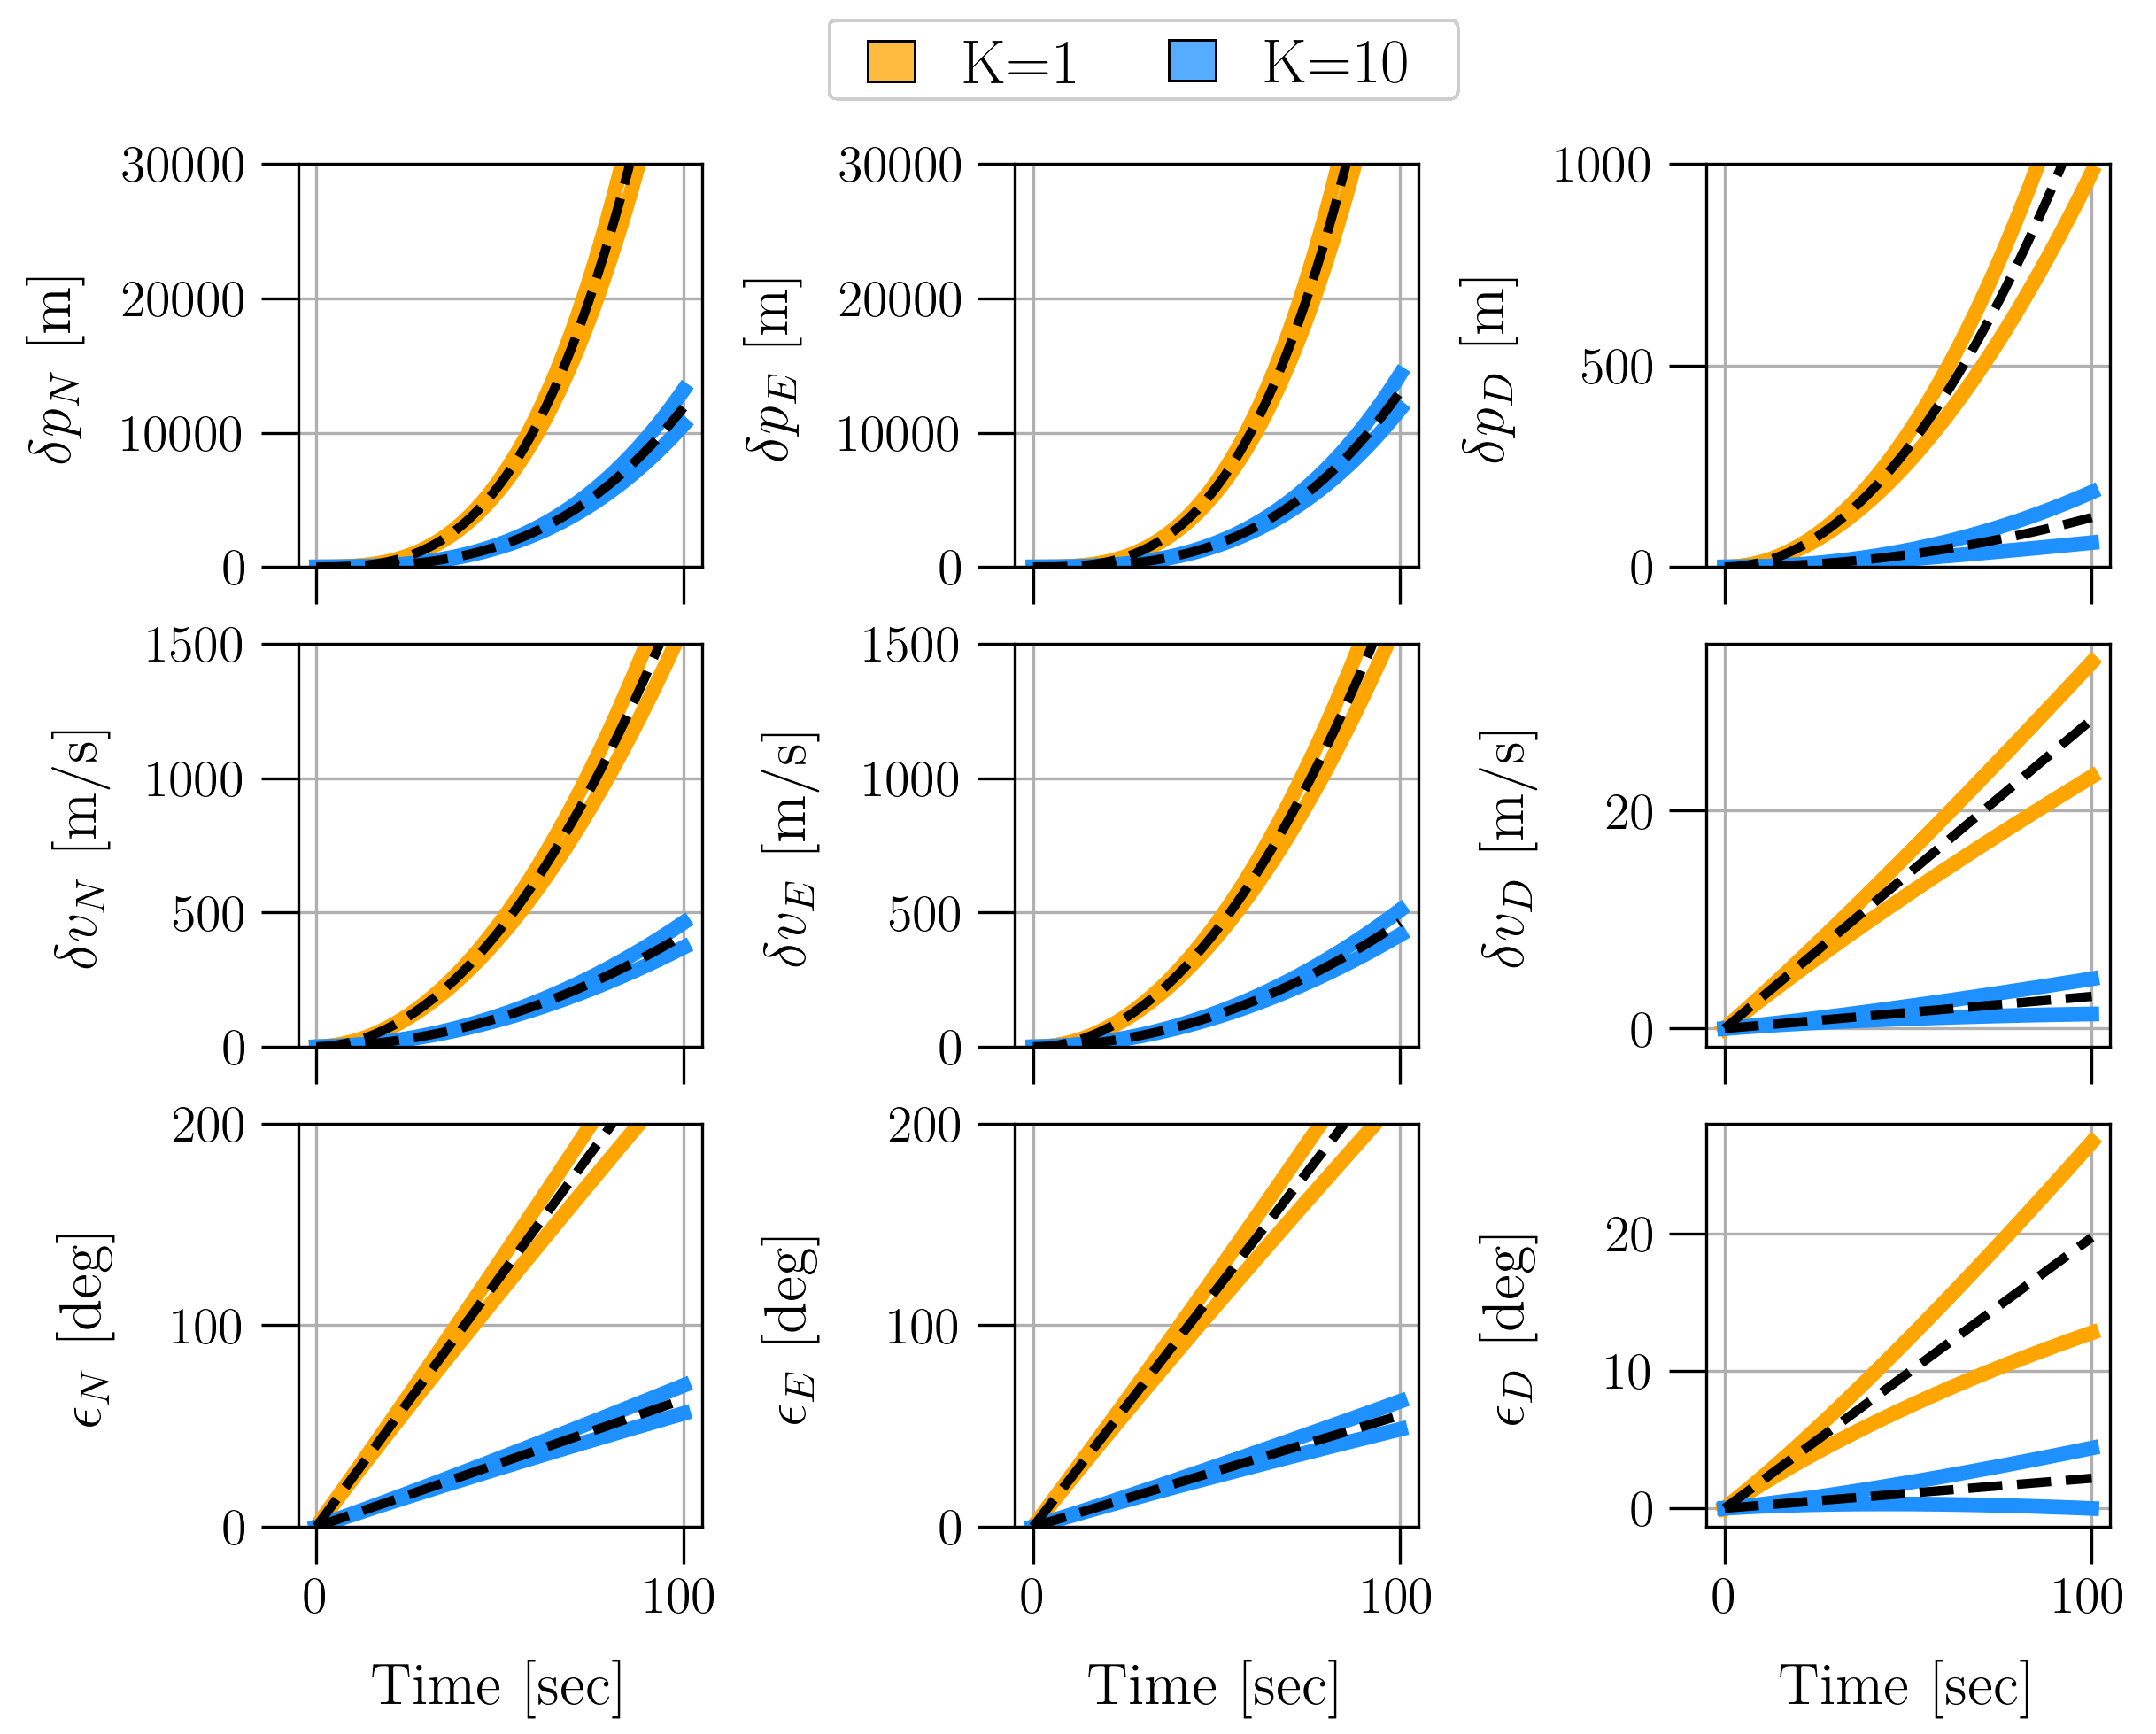 K=1 K=10
30000
20000
10000
0
δp_N [m]
30000
20000
10000
0
δp_E [m]
1000
500
0
δp_D [m]
1500
1000
500
0
δv_N [m/s]
1500
1000
500
0
δv_E [m/s]
20
0
δv_D [m/s]
200
100
0
ϵ_N [deg]
0 100
Time [sec]
200
100
0
ϵ_E [deg]
0 100
Time [sec]
20
10
0
ϵ_D [deg]
0 100
Time [sec]